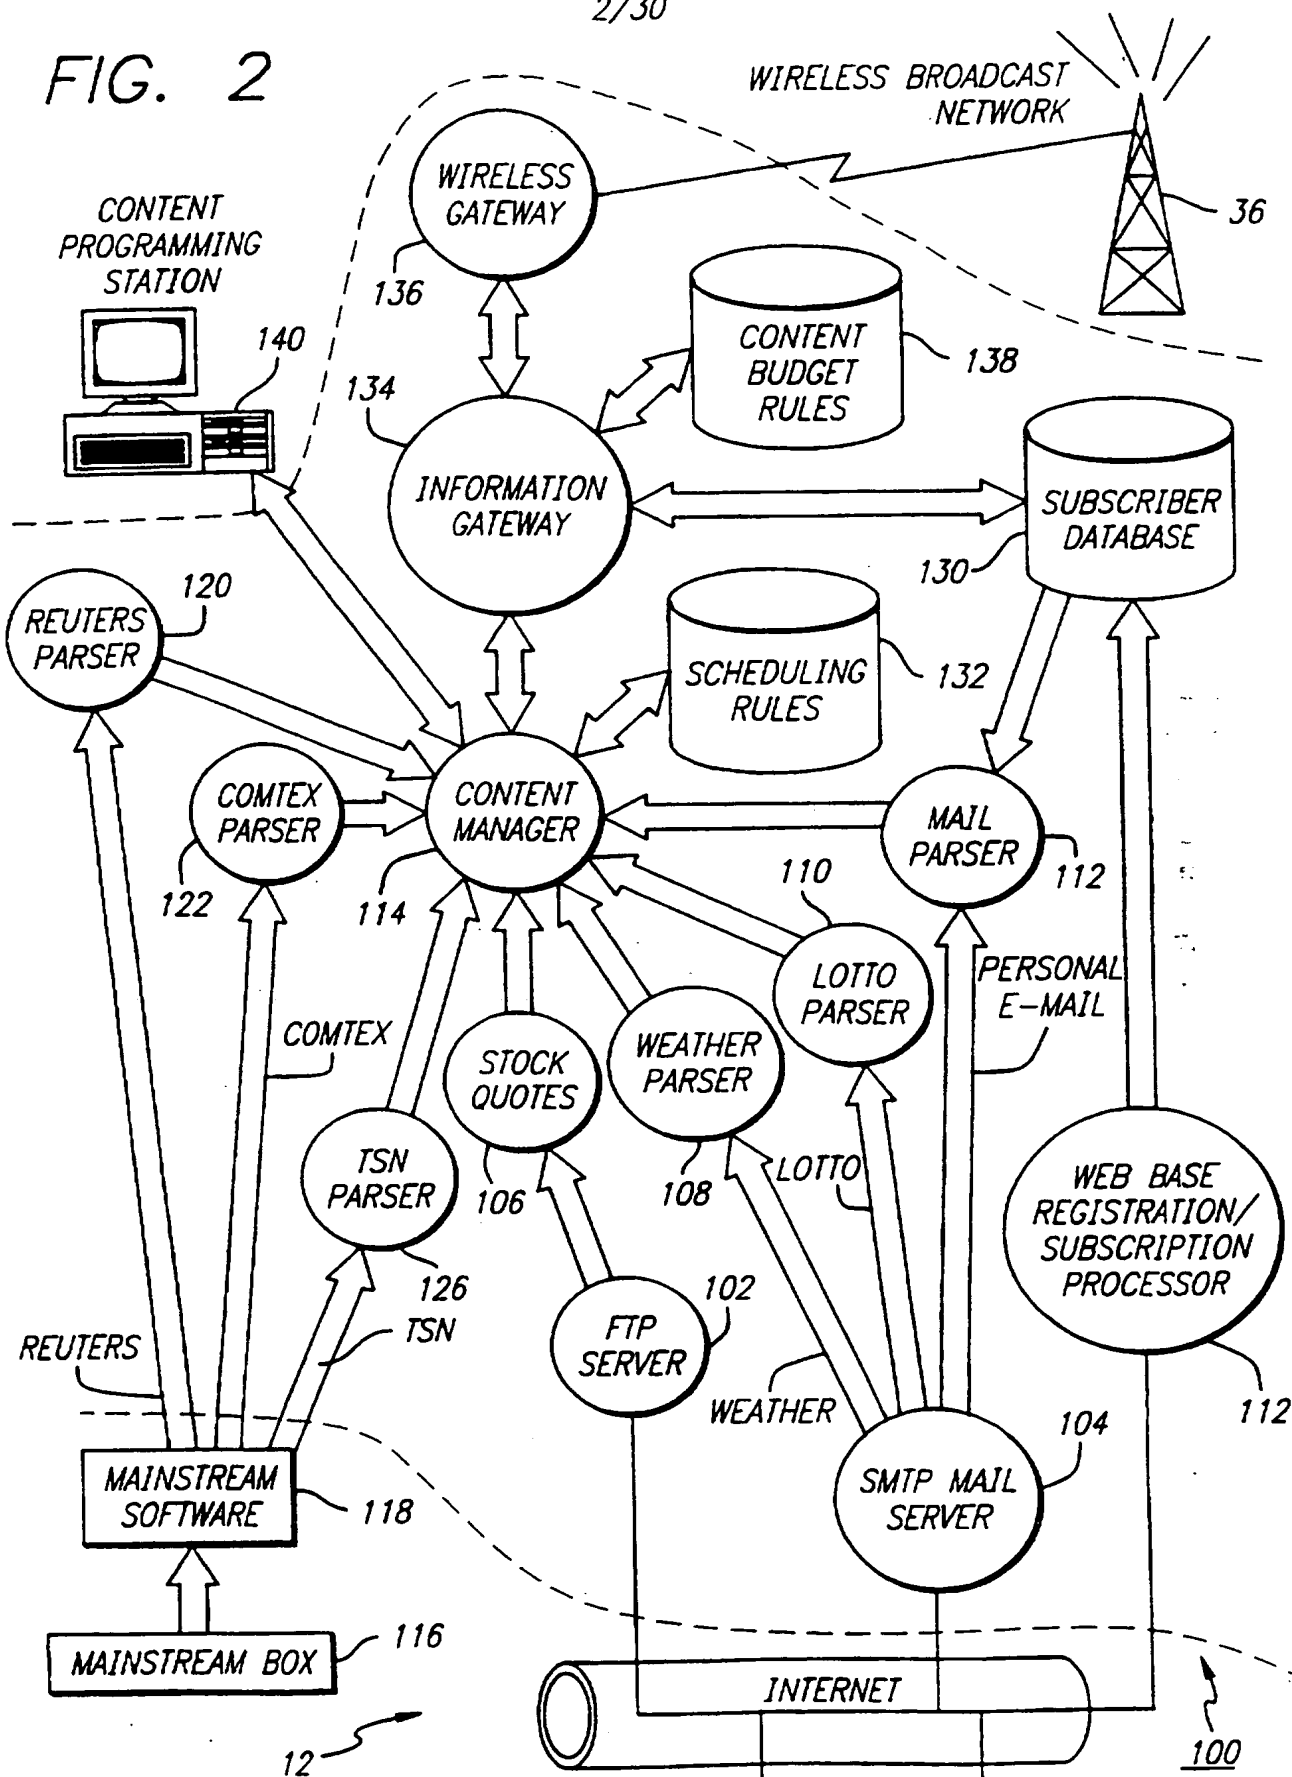 2/30
FIG. 2
WIRELESS BROADCAST
NETWORK
WIRELESS
GATEWAY
36
CONTENT
PROGRAMMING
STATION
136
140
CONTENT
BUDGET
RULES
138
134
INFORMATION
GATEWAY
SUBSCRIBER
DATABASE
130
120
REUTERS
PARSER
SCHEDULING
RULES
132
COMTEX
PARSER
122
CONTENT
MANAGER
114
MAIL
PARSER
112
110
LOTTO
PARSER
PERSONAL
E-MAIL
COMTEX
STOCK
QUOTES
106
WEATHER
PARSER
108
TSN
PARSER
126
TSN
LOTTO
WEB BASE
REGISTRATION/
SUBSCRIPTION
PROCESSOR
112
102
FTP
SERVER
REUTERS
WEATHER
104
SMTP MAIL
SERVER
MAINSTREAM
SOFTWARE
118
MAINSTREAM BOX
116
INTERNET
12
100